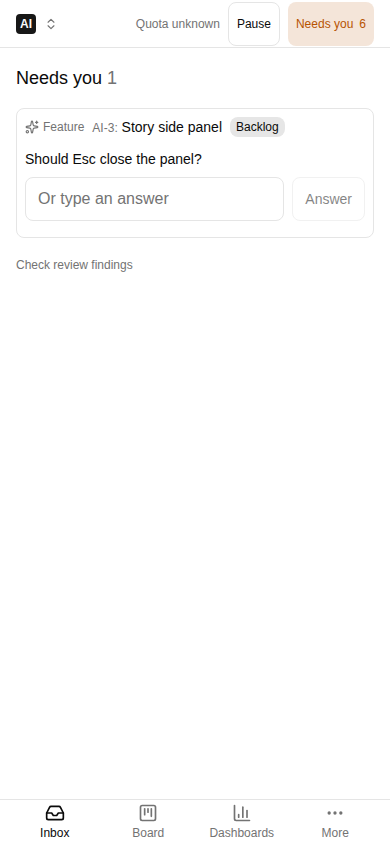 AI Quota unknown Pause Needs you 6
Needs you 1
Feature AI-3: Story side panel Backlog
Should Esc close the panel?
Or type an answer Answer
Check review findings
Inbox Board Dashboards More